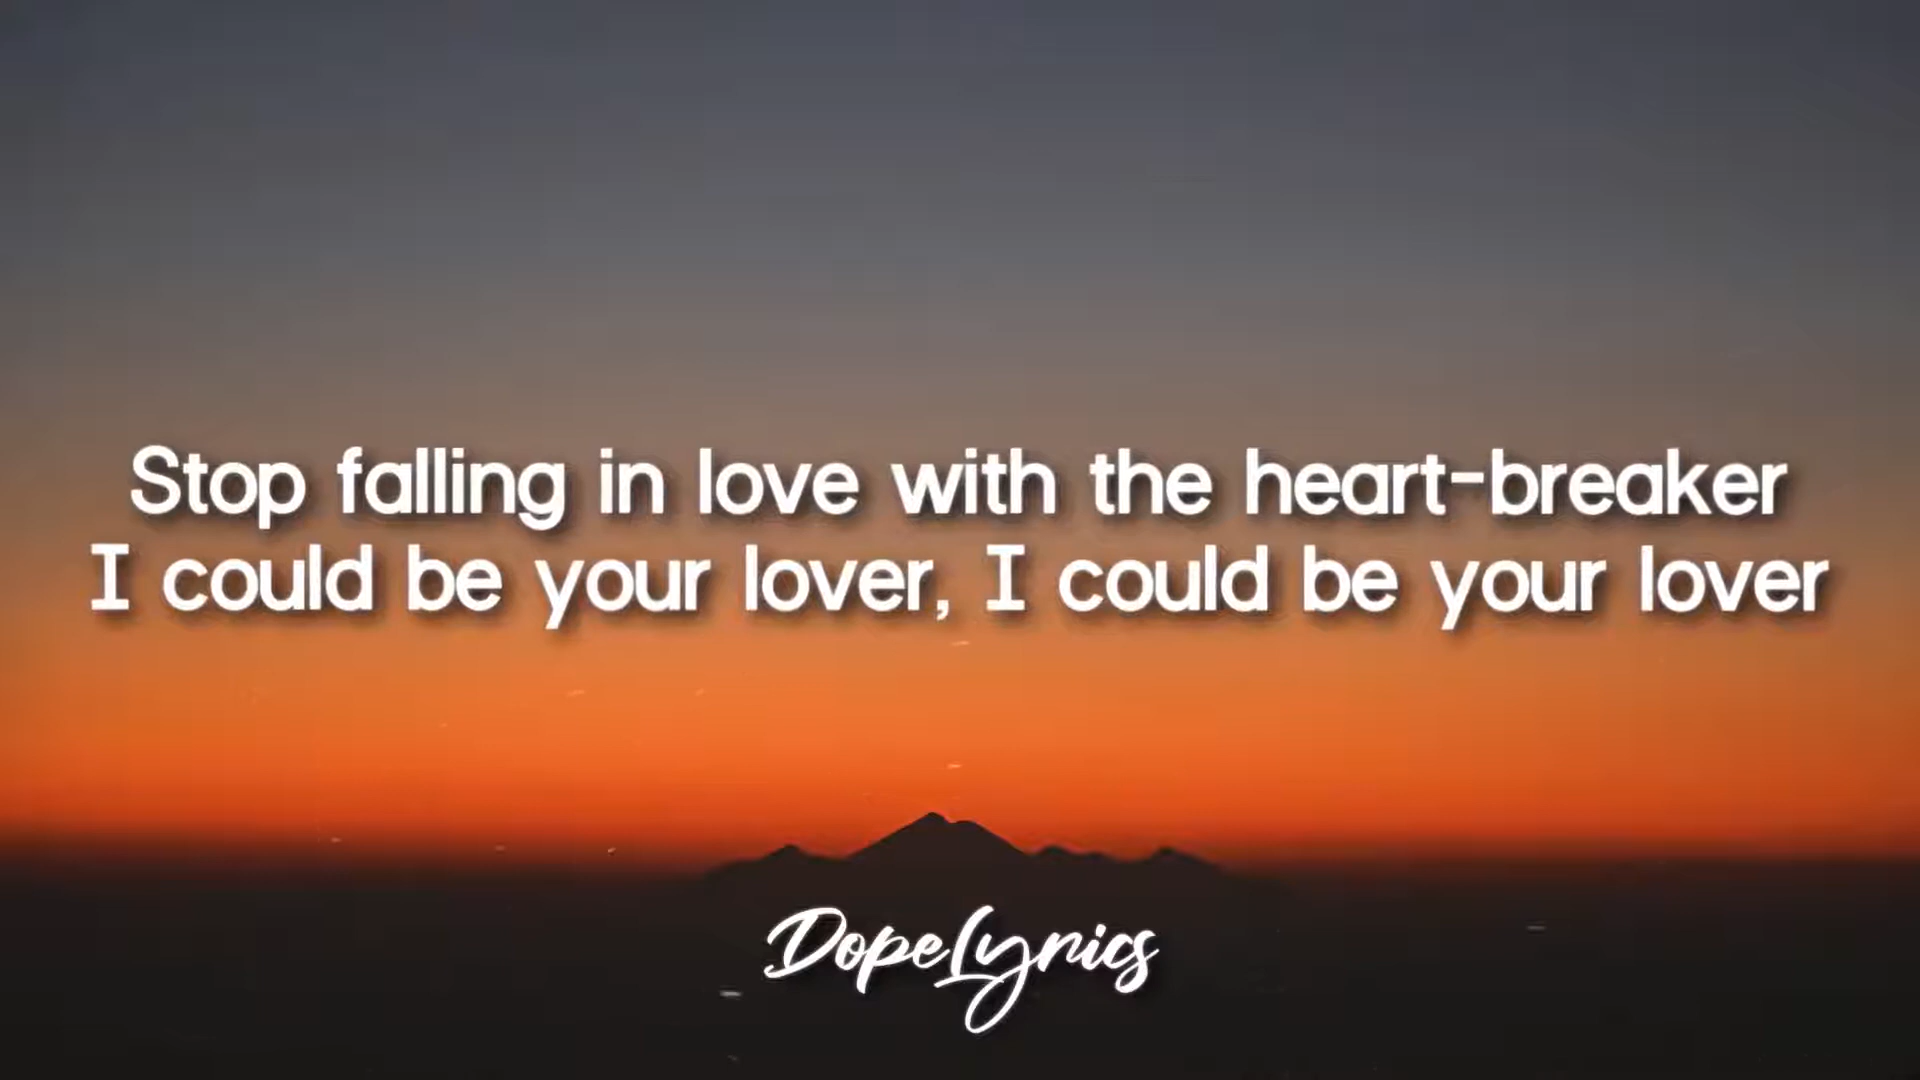 Stop falling in love with the heart-breaker
I could be your lover, I could be your lover
DopeLyrics